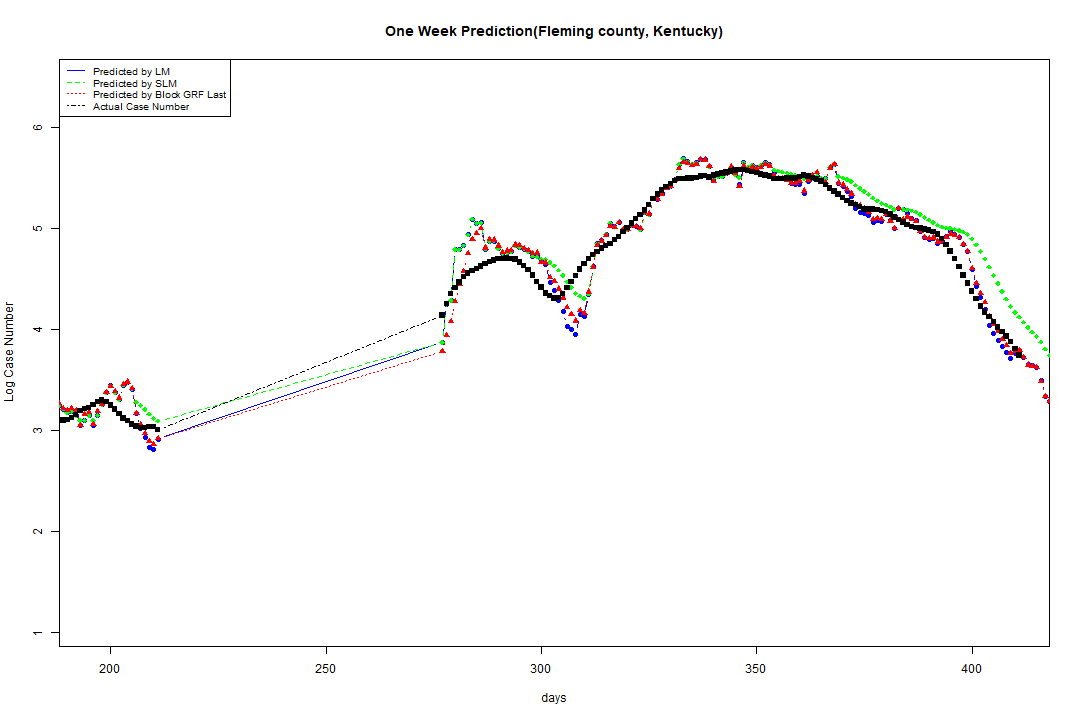 One Week Prediction(Fleming county, Kentucky)
Predicted by LM
Predicted by SLM
Predicted by Block GRF Last
Actual Case Number
Log Case Number
6
5
4
3
2
1
200 250 300 350 400
days